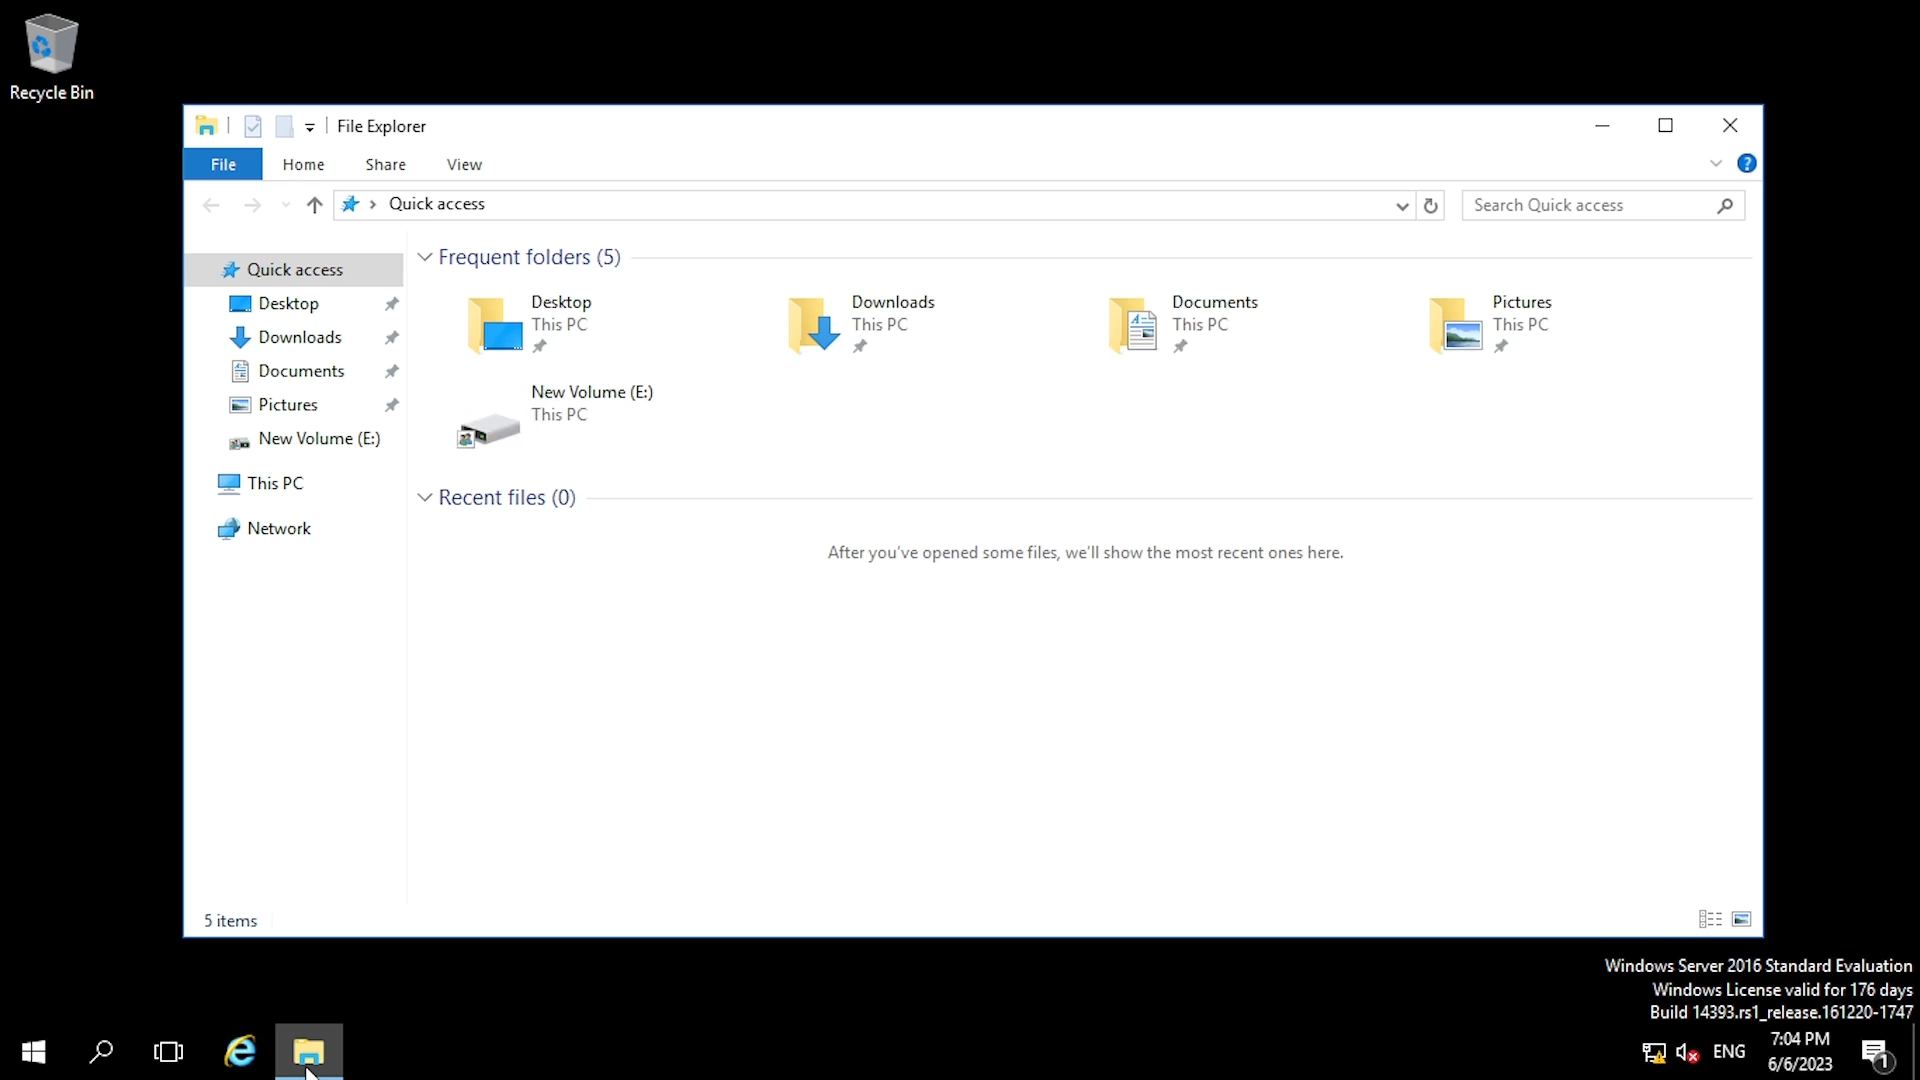 Recycle Bin
File Explorer
File Home Share View
Quick access
Search Quick access
Quick access
Desktop
Downloads
Documents
Pictures
New Volume (E:)
This PC
Network
Frequent folders (5)
Desktop
This PC
Downloads
This PC
Documents
This PC
Pictures
This PC
New Volume (E:)
This PC
Recent files (0)
After you've opened some files, we'll show the most recent ones here.
5 items
Windows Server 2016 Standard Evaluation
Windows License valid for 176 days
Build 14393.rs1_release.161220-1747
ENG
7:04 PM
6/6/2023
1